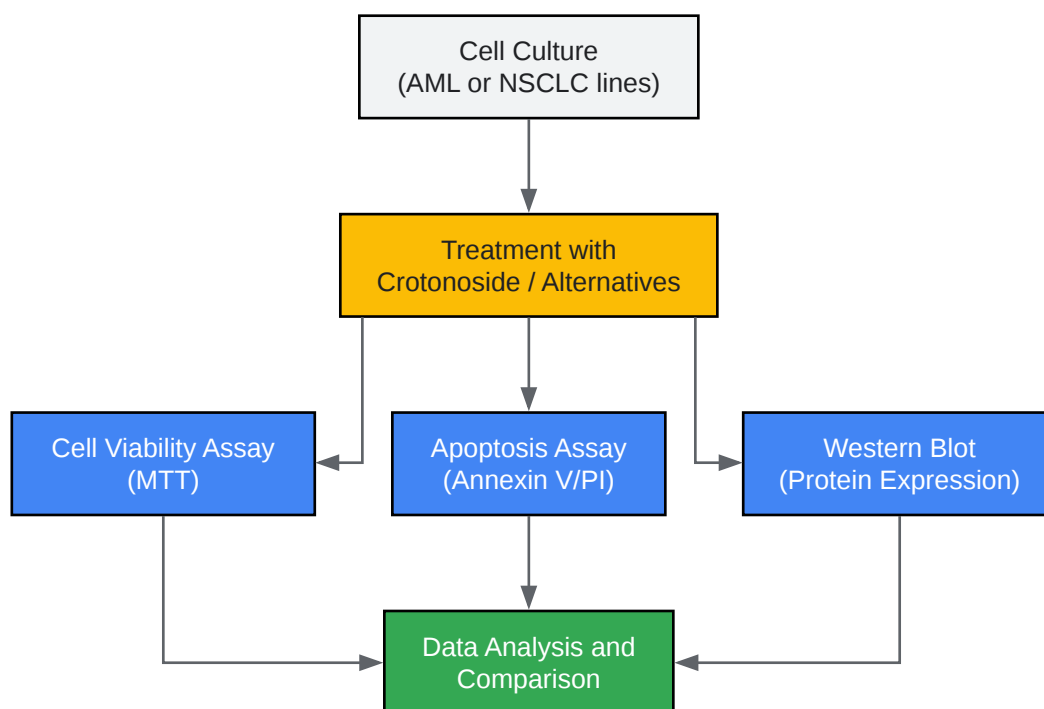 Cell Culture
(AML or NSCLC lines)
Treatment with
Crotonoside / Alternatives
Cell Viability Assay
(MTT)
Apoptosis Assay
(Annexin V/PI)
Western Blot
(Protein Expression)
Data Analysis and
Comparison